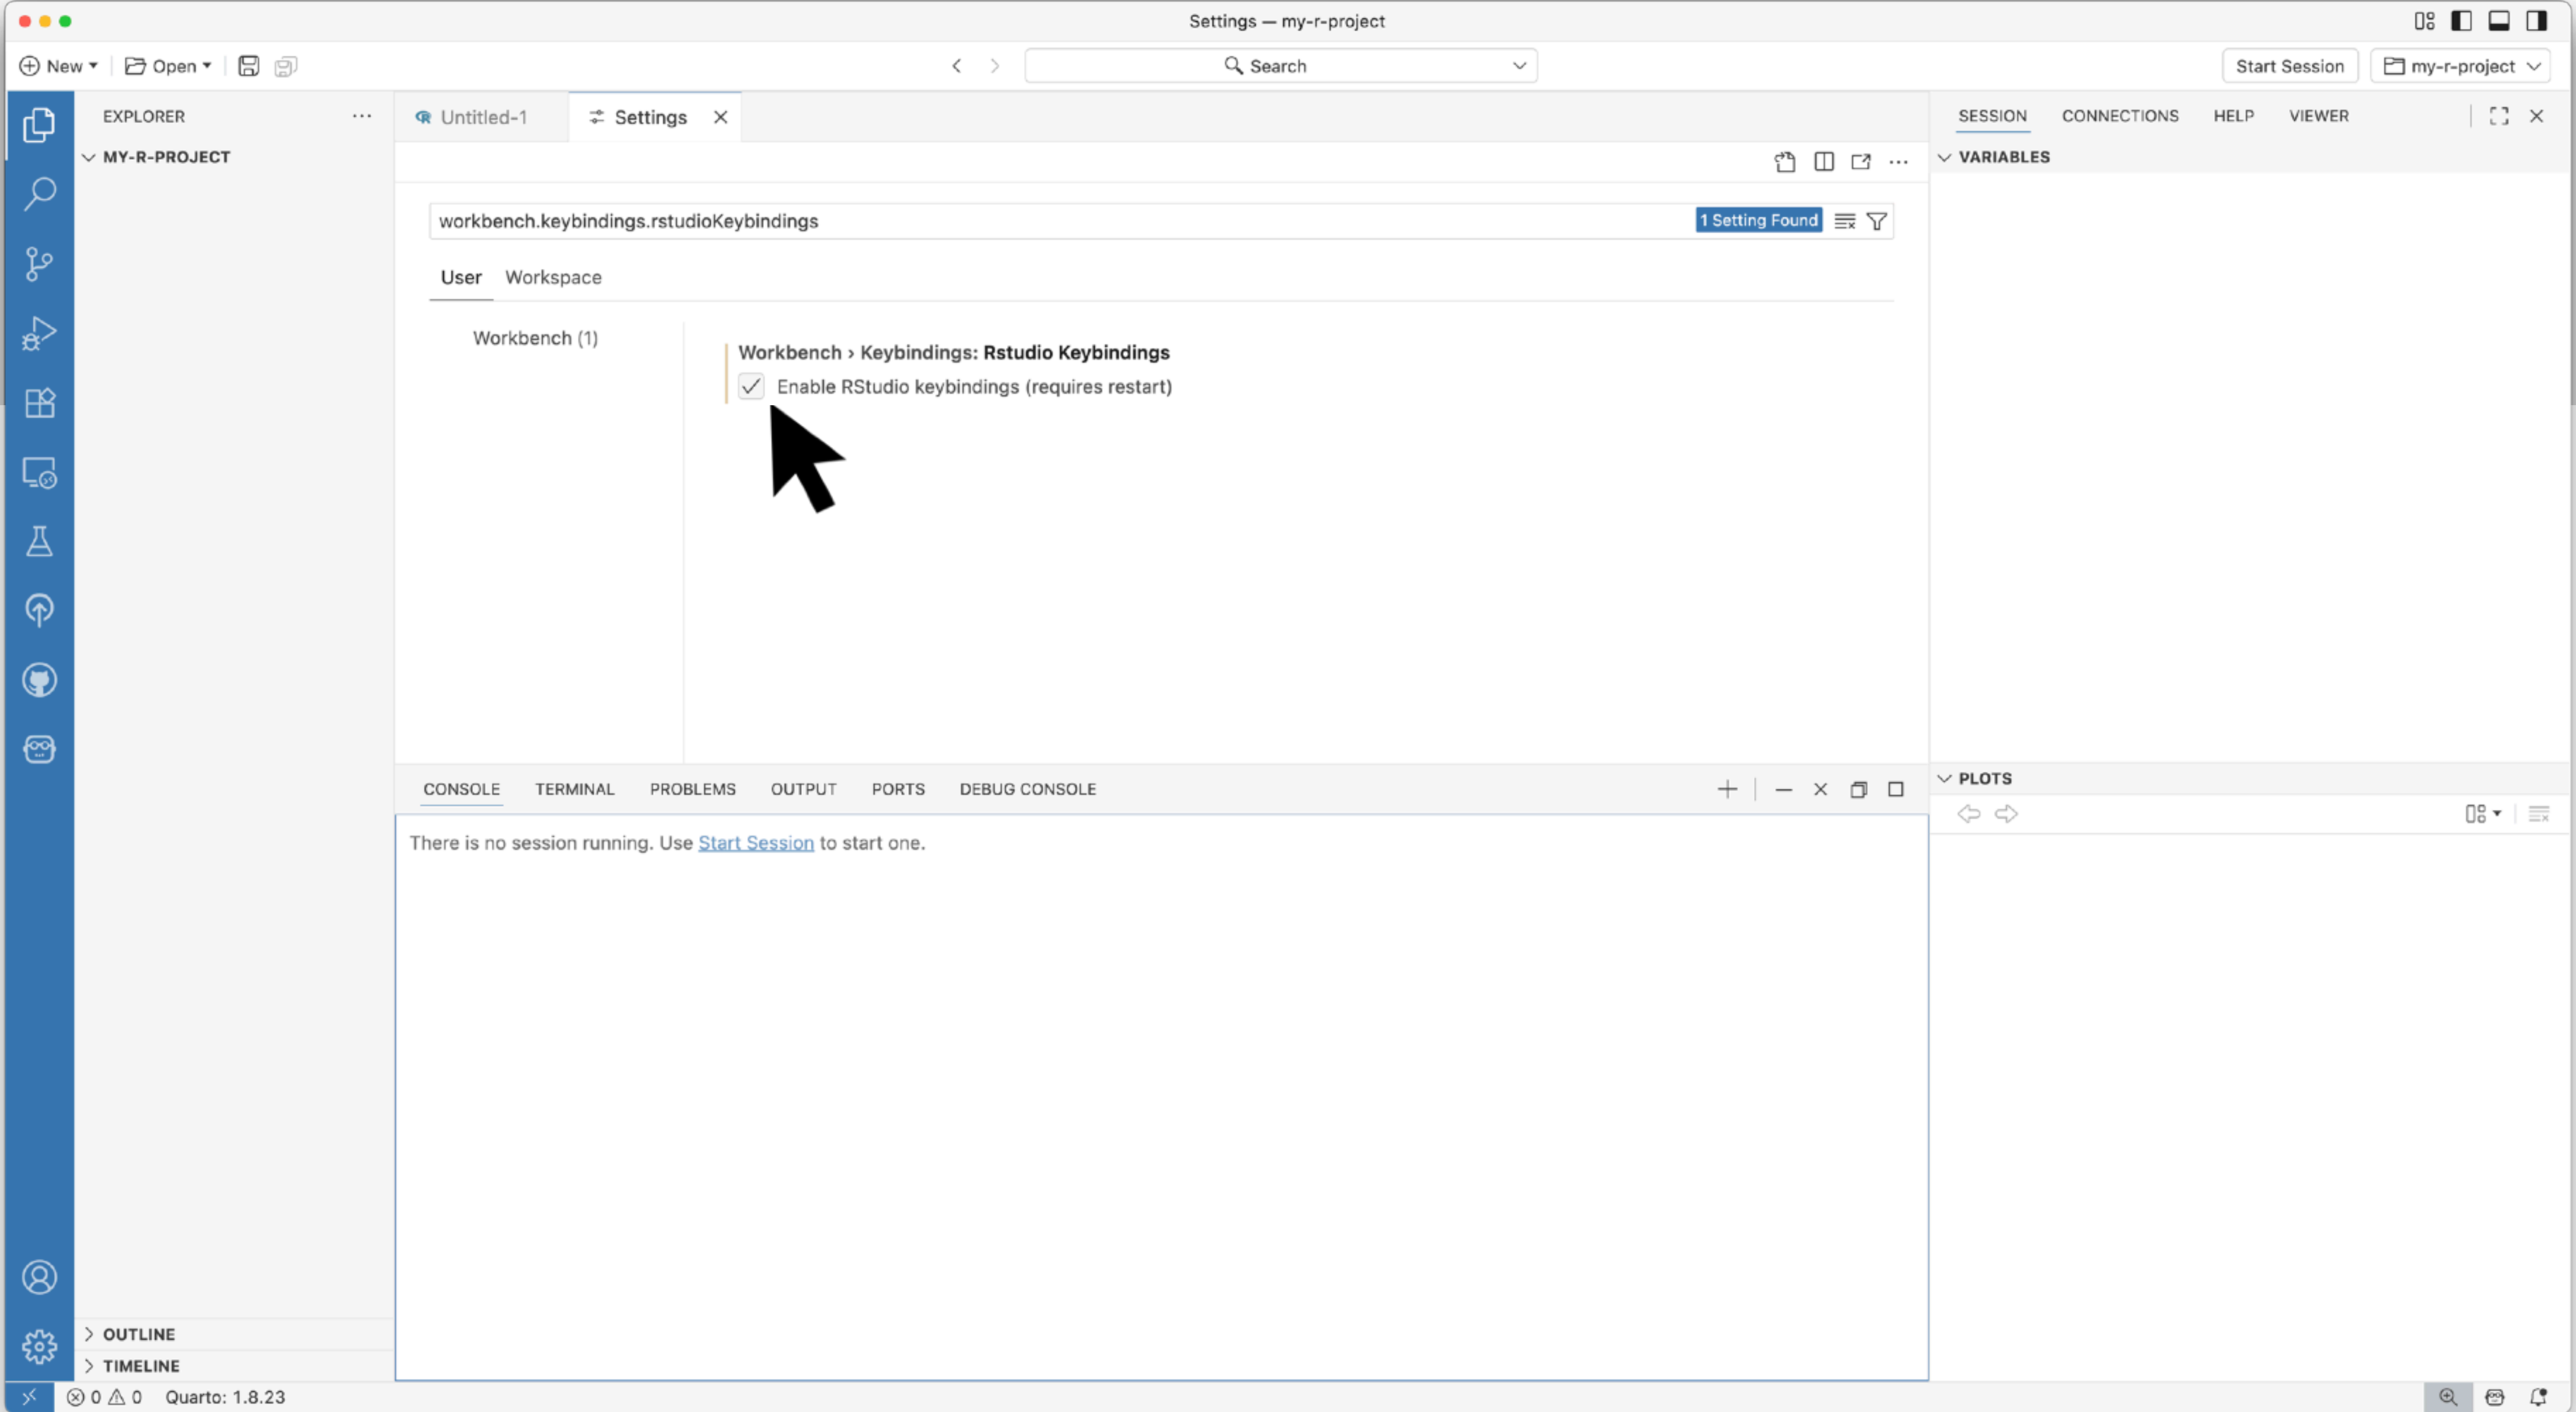 Settings — my-r-project
New
Open
Search
Start Session
my-r-project
EXPLORER
MY-R-PROJECT
OUTLINE
TIMELINE
Untitled-1
Settings
workbench.keybindings.rstudioKeybindings
1 Setting Found
User
Workspace
Workbench (1)
Workbench › Keybindings: Rstudio Keybindings
Enable RStudio keybindings (requires restart)
CONSOLE
TERMINAL
PROBLEMS
OUTPUT
PORTS
DEBUG CONSOLE
There is no session running. Use Start Session to start one.
SESSION
CONNECTIONS
HELP
VIEWER
VARIABLES
PLOTS
0
0
Quarto: 1.8.23